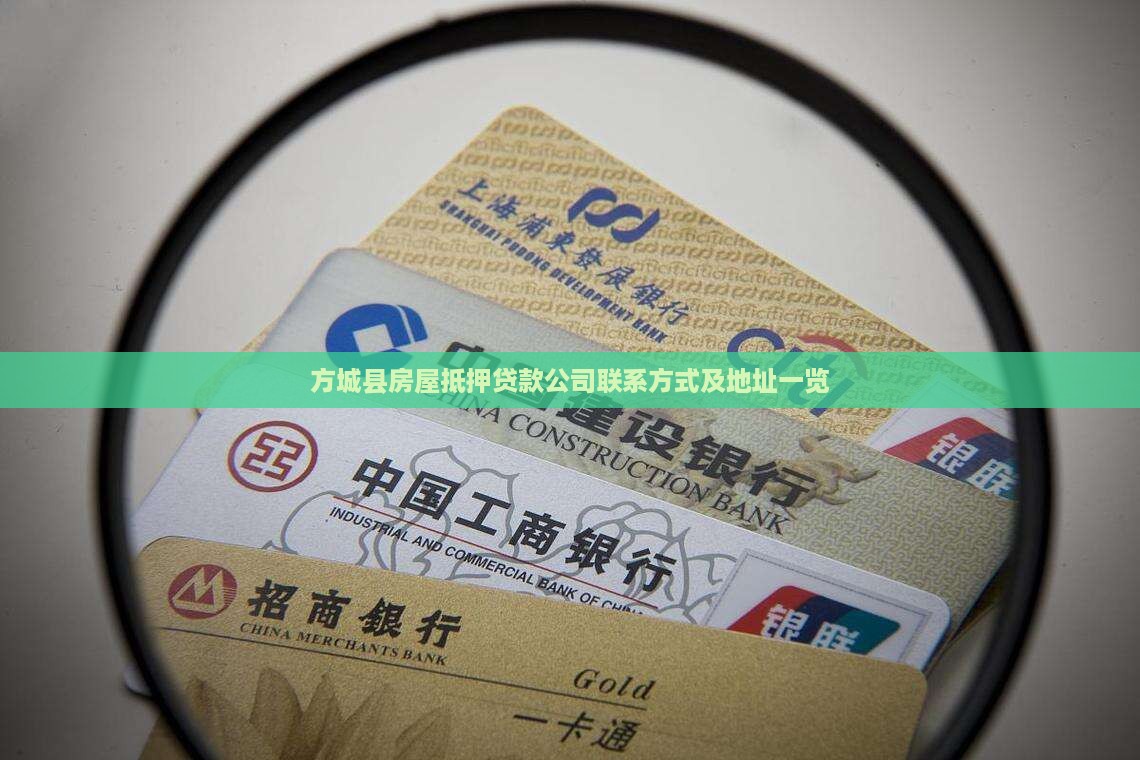 上海浦東發展銀行
SHANGHAI PUDONG DEVELOPMENT BANK
citi
方城县房屋抵押贷款公司联系方式及地址一览
中国建设银行
CHINA CONSTRUCTION BANK
银联
中国工商银行
INDUSTRIAL AND COMMERCIAL BANK OF CHINA
银联
招商銀行
CHINA MERCHANTS BANK
Gold
一卡通